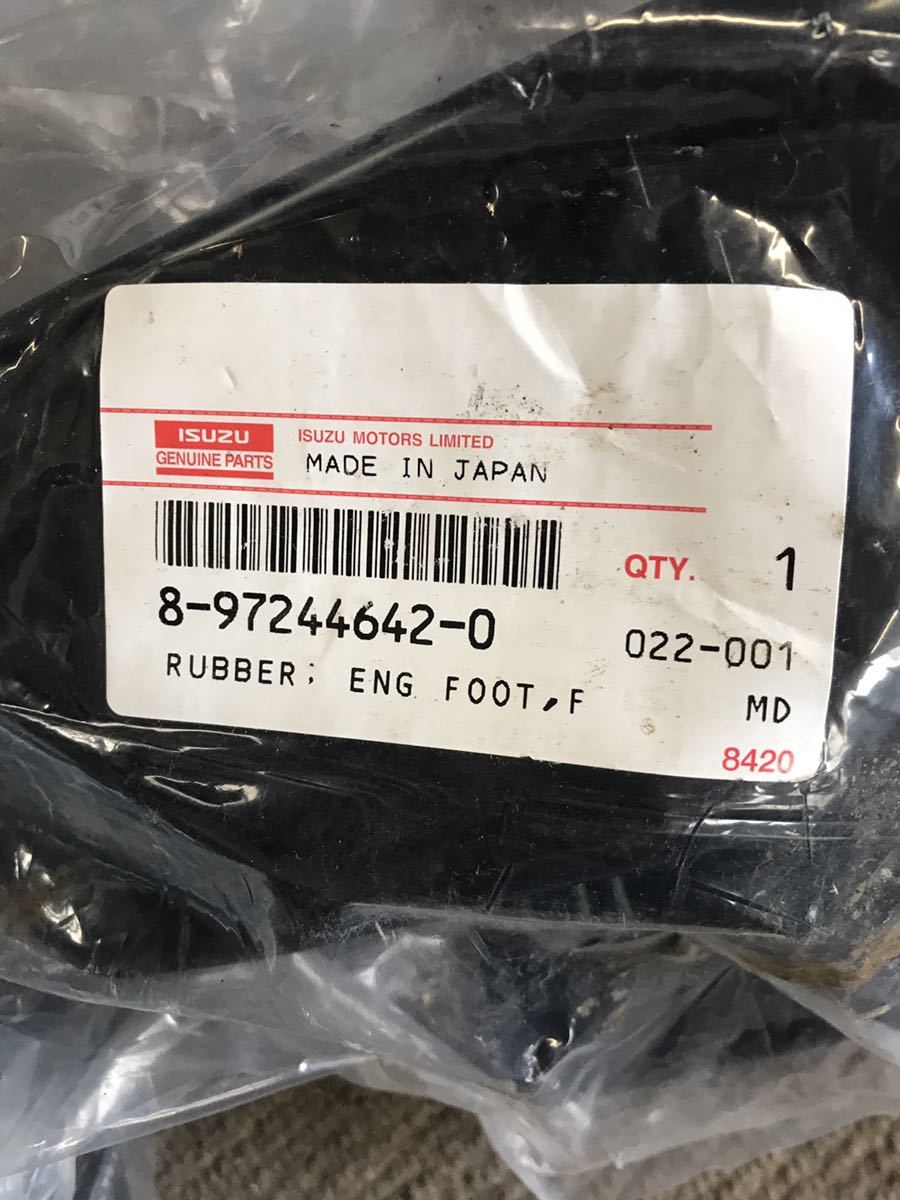 ISUZU
GENUINE PARTS
ISUZU MOTORS LIMITED
MADE IN JAPAN
QTY. 1
8-97244642-0
022-001
RUBBER; ENG FOOT,F
MD
8420